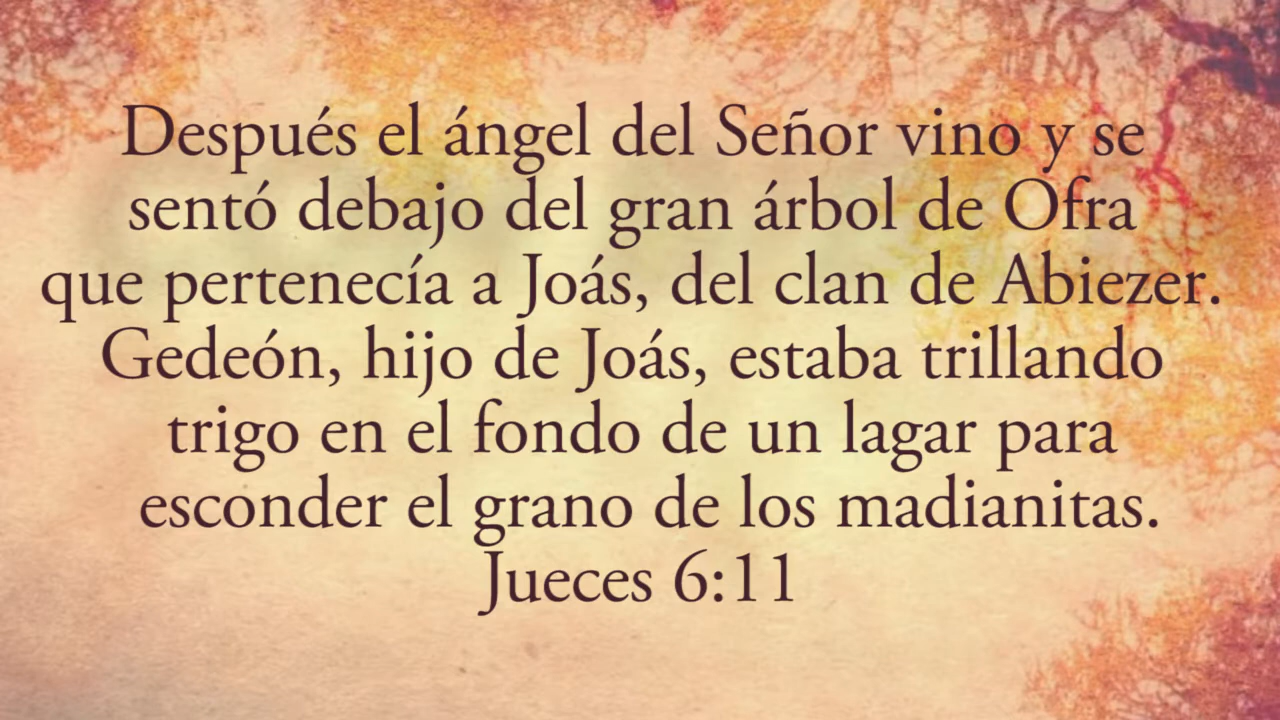 Después el ángel del Señor vino y se
sentó debajo del gran árbol de Ofra
que pertenecía a Joás, del clan de Abiezer.
Gedeón, hijo de Joás, estaba trillando
trigo en el fondo de un lagar para
esconder el grano de los madianitas.
Jueces 6:11